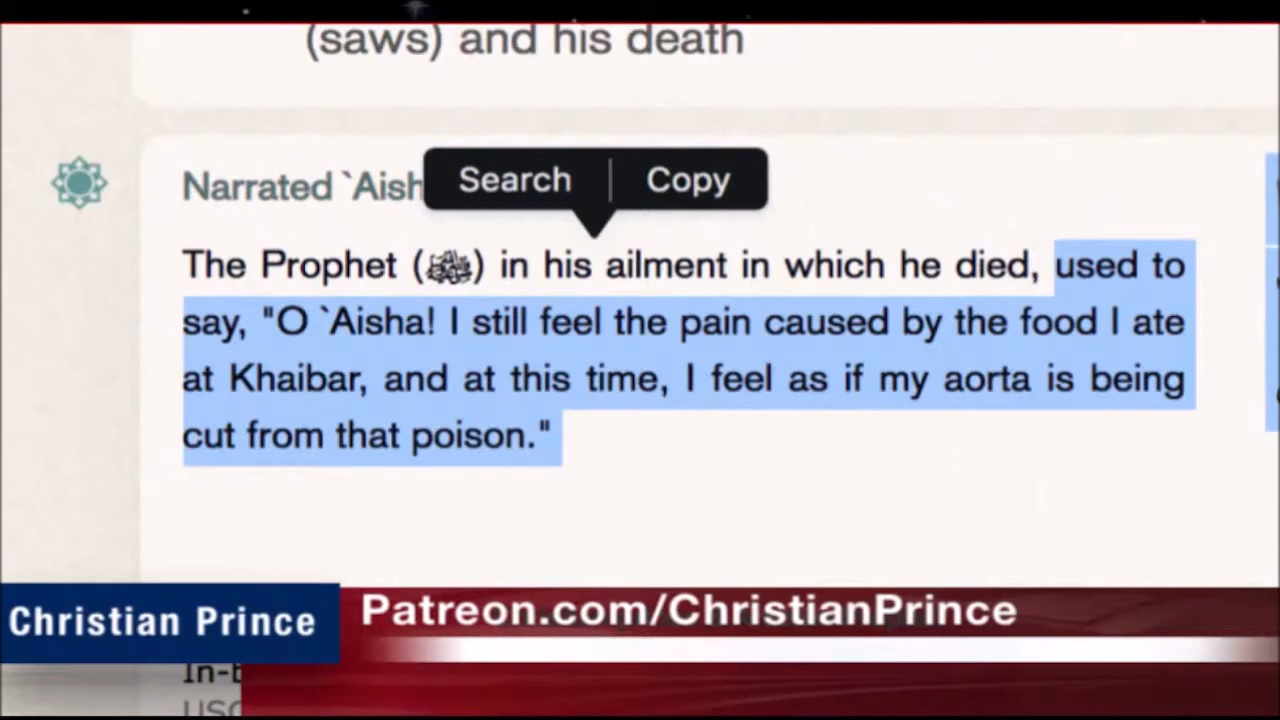 (saws) and his death
Narrated `Aish
Search Copy
The Prophet (ﷺ) in his ailment in which he died, used to
say, "O `Aisha! I still feel the pain caused by the food I ate
at Khaibar, and at this time, I feel as if my aorta is being
cut from that poison."
Christian Prince
Patreon.com/ChristianPrince
In-
USC